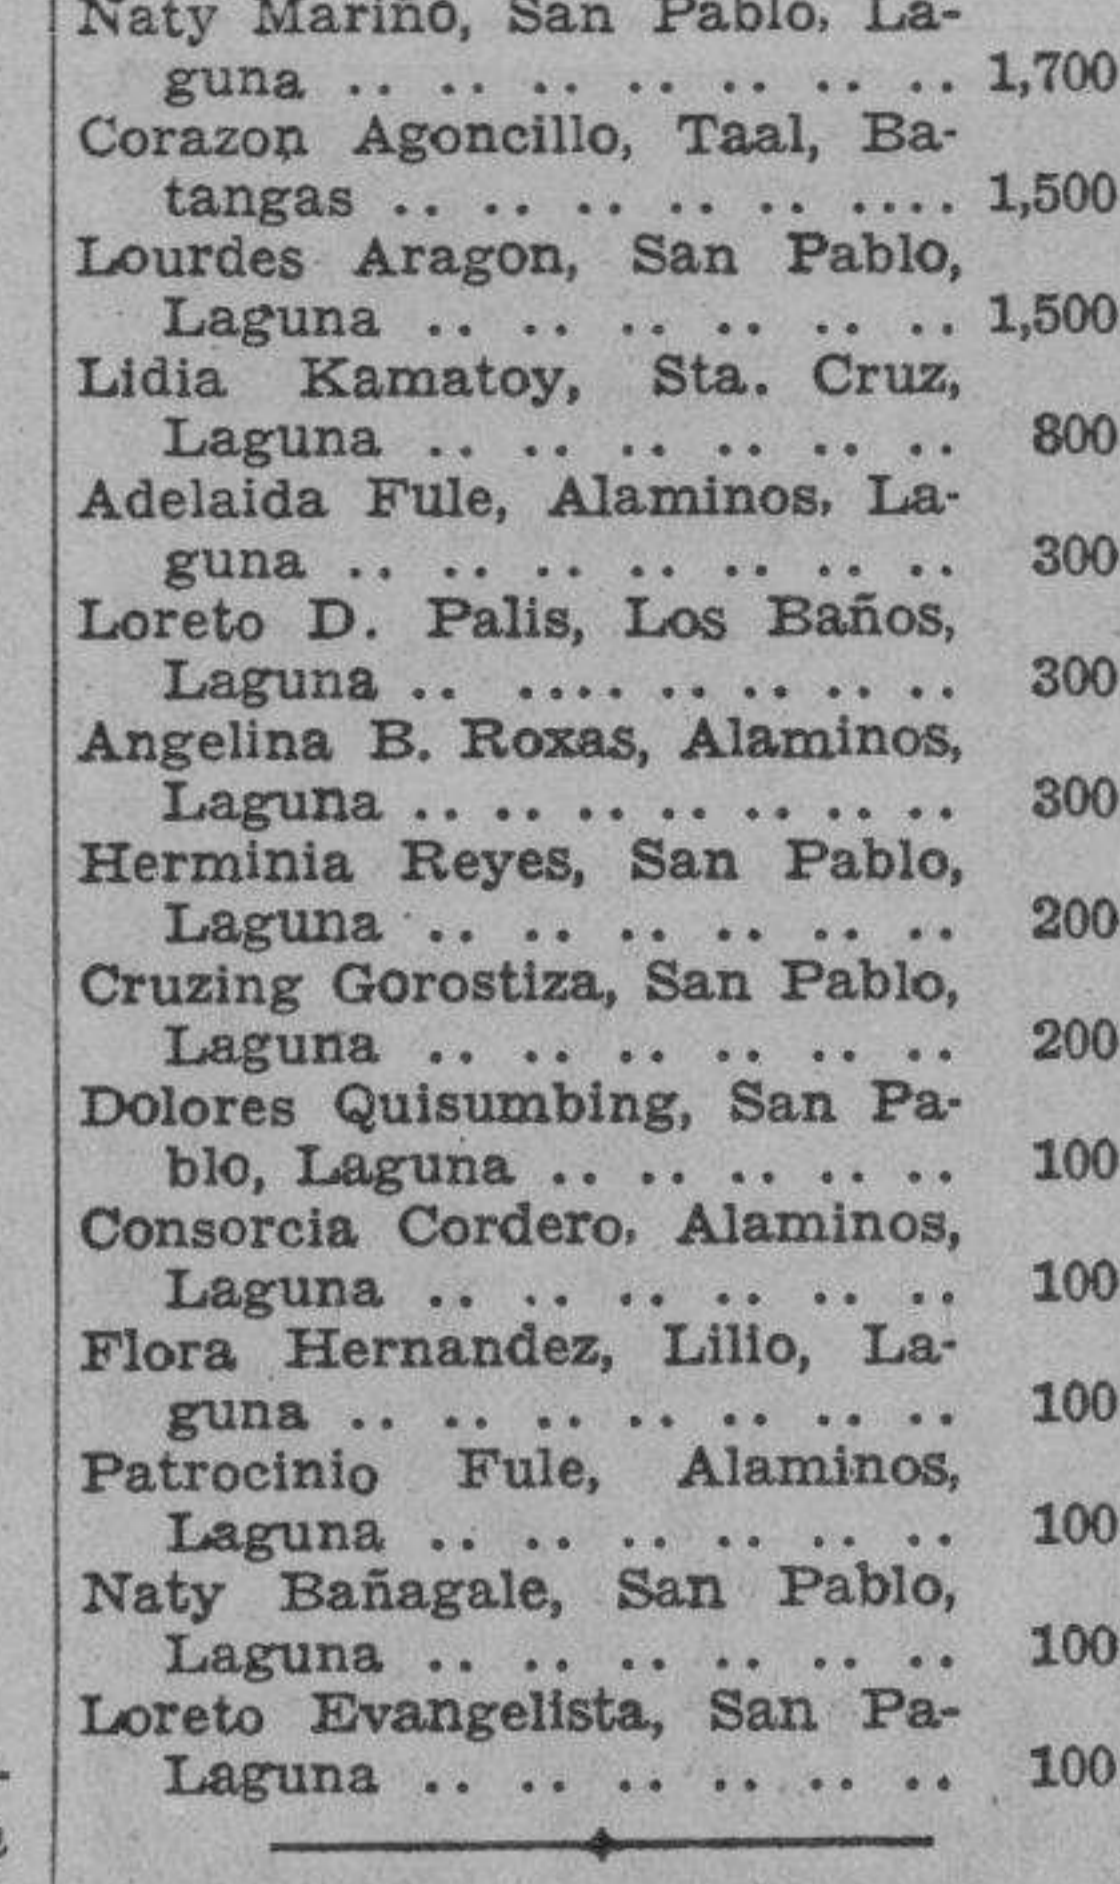 Naty Mariño, San Pablo, La-
guna .. .. .. .. .. .. .. 1,700
Corazon Agoncillo, Taal, Ba-
tangas .. .. .. .. .. .... 1,500
Lourdes Aragon, San Pablo,
Laguna .. .. .. .. .. .. 1,500
Lidia Kamatoy, Sta. Cruz,
Laguna .. .. .. .. .. .. 800
Adelaida Fule, Alaminos, La-
guna .. .. .. .. .. .. .. 300
Loreto D. Palis, Los Baños,
Laguna .. .... .. .. .. .. 300
Angelina B. Roxas, Alaminos,
Laguna .. .. .. .. .. .. .. 300
Herminia Reyes, San Pablo,
Laguna .. .. .. .. .. .. 200
Cruzing Gorostiza, San Pablo,
Laguna .. .. .. .. .. .. 200
Dolores Quisumbing, San Pa-
blo, Laguna .. .. .. .. .. 100
Consorcia Cordero, Alaminos,
Laguna .. .. .. .. .. .. 100
Flora Hernandez, Lilio, La-
guna .. .. .. .. .. .. .. 100
Patrocinio Fule, Alaminos,
Laguna .. .. .. .. .. .. 100
Naty Bañagale, San Pablo,
Laguna .. .. .. .. .. .. 100
Loreto Evangelista, San Pa-
Laguna .. .. .. .. .. .. 100